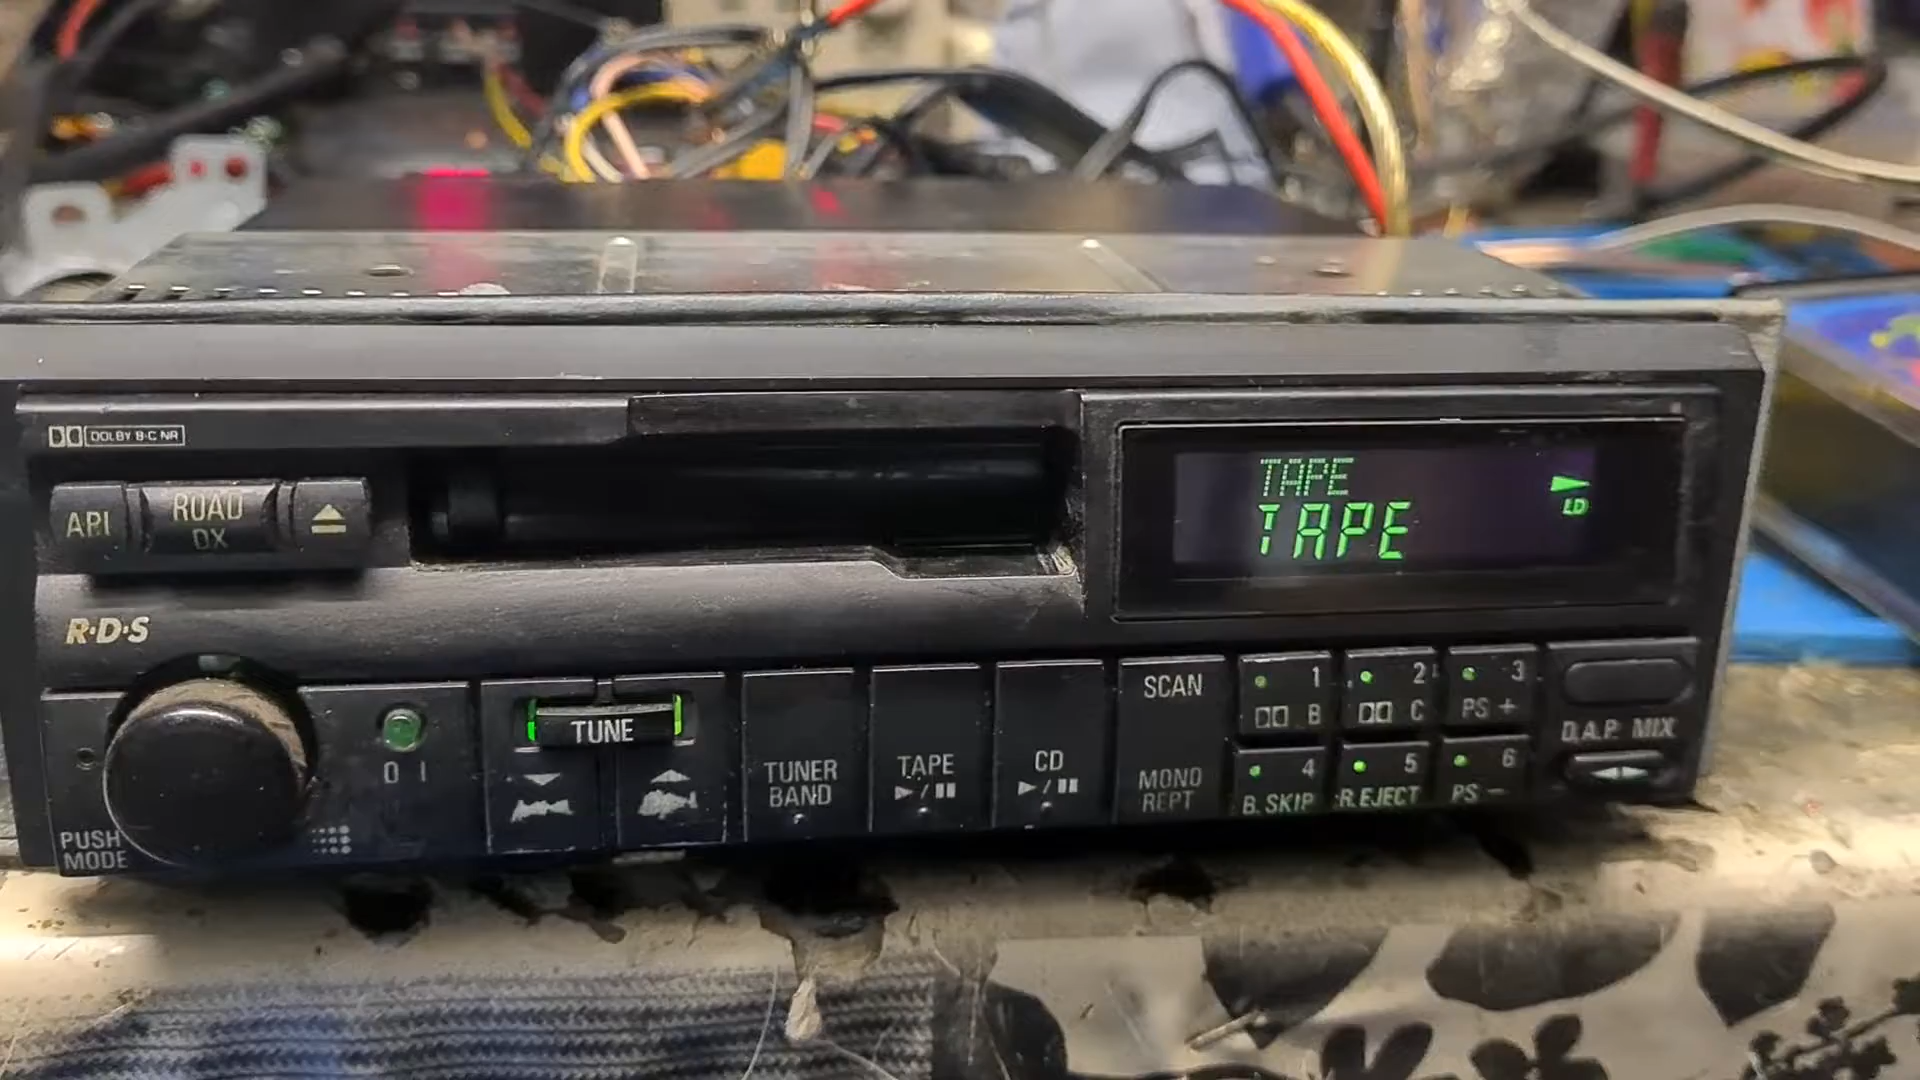 DOLBY B·C NR
API
ROAD
DX
TAPE
TAPE
LD
R·D·S
PUSH
MODE
0 I
TUNE
TUNER
BAND
TAPE
CD
SCAN
MONO
REPT
1
B
2
C
3
PS +
4
B.SKIP
5
R.EJECT
6
PS −
D.A.P. MIX